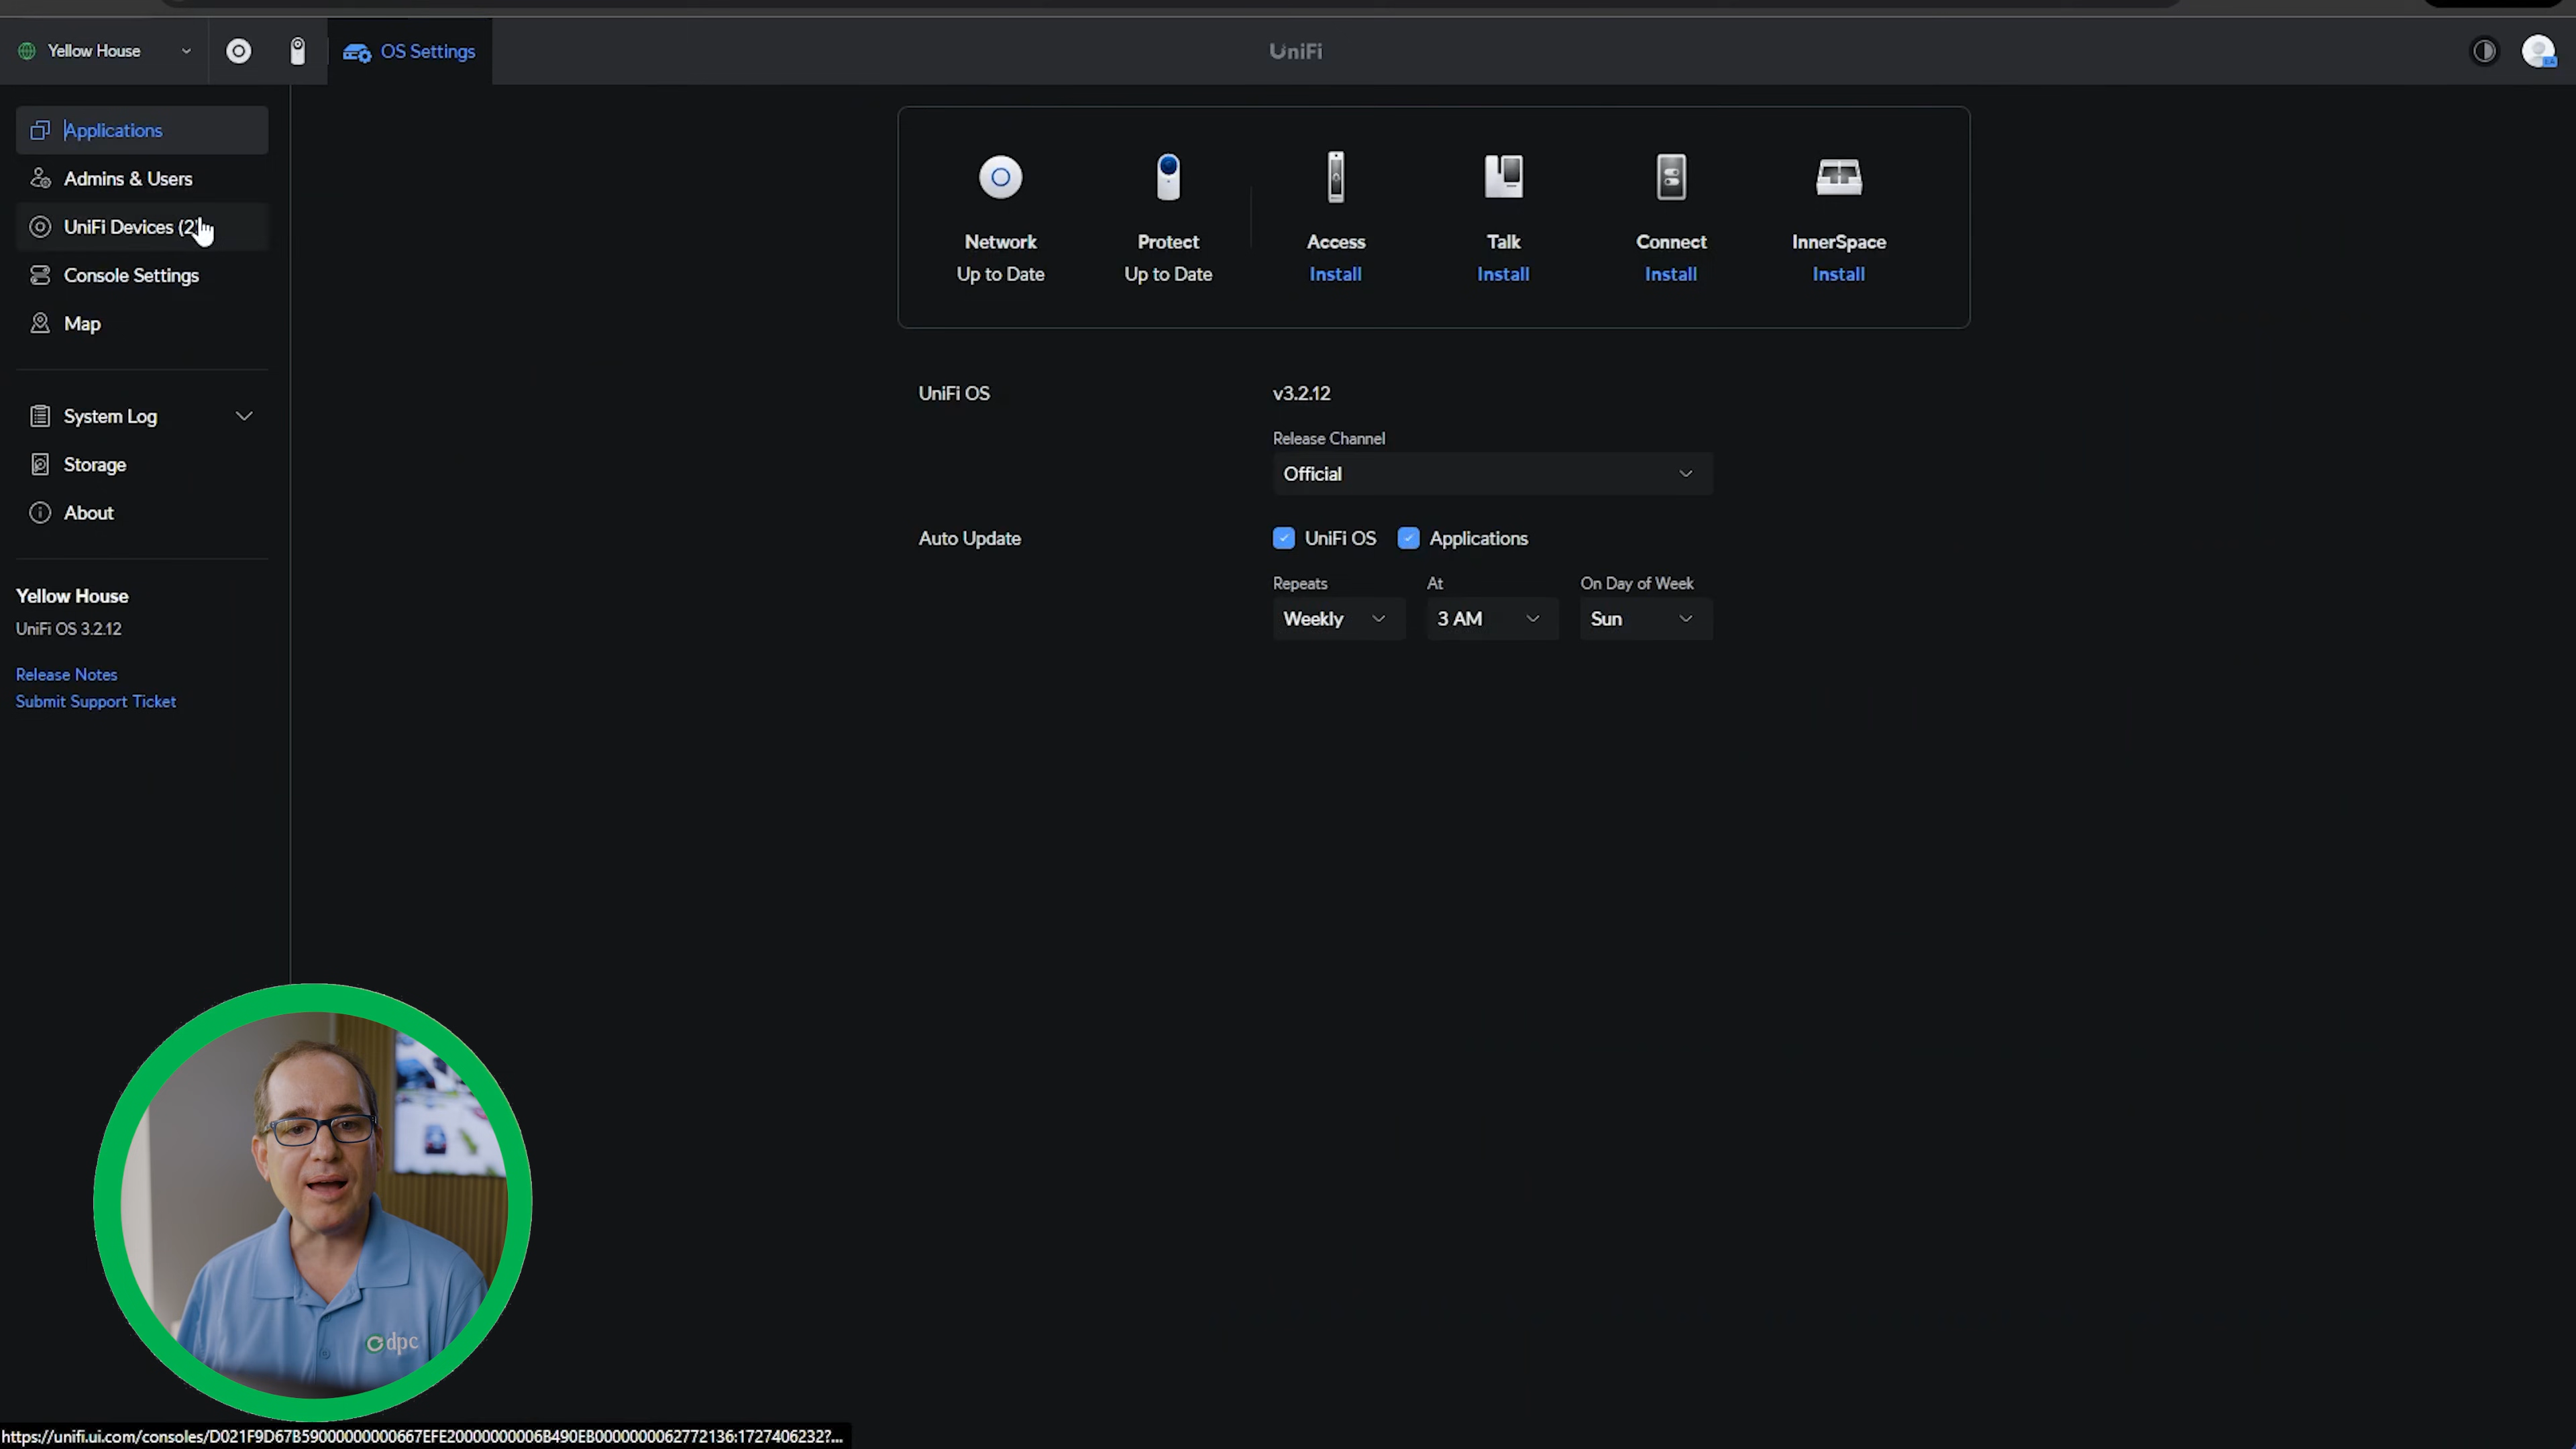 Yellow House
OS Settings
UniFi
Applications
Admins & Users
UniFi Devices (2)
Console Settings
Map
System Log
Storage
About
Yellow House
UniFi OS 3.2.12
Release Notes
Submit Support Ticket
Network
Up to Date
Protect
Up to Date
Access
Install
Talk
Install
Connect
Install
InnerSpace
Install
UniFi OS
v3.2.12
Release Channel
Official
Auto Update
UniFi OS
Applications
Repeats
At
On Day of Week
Weekly
3 AM
Sun
dpc
https://unifi.ui.com/consoles/D021F9D67B59000000000667EFE20000000006B490EB0000000062772136:1727406232?...